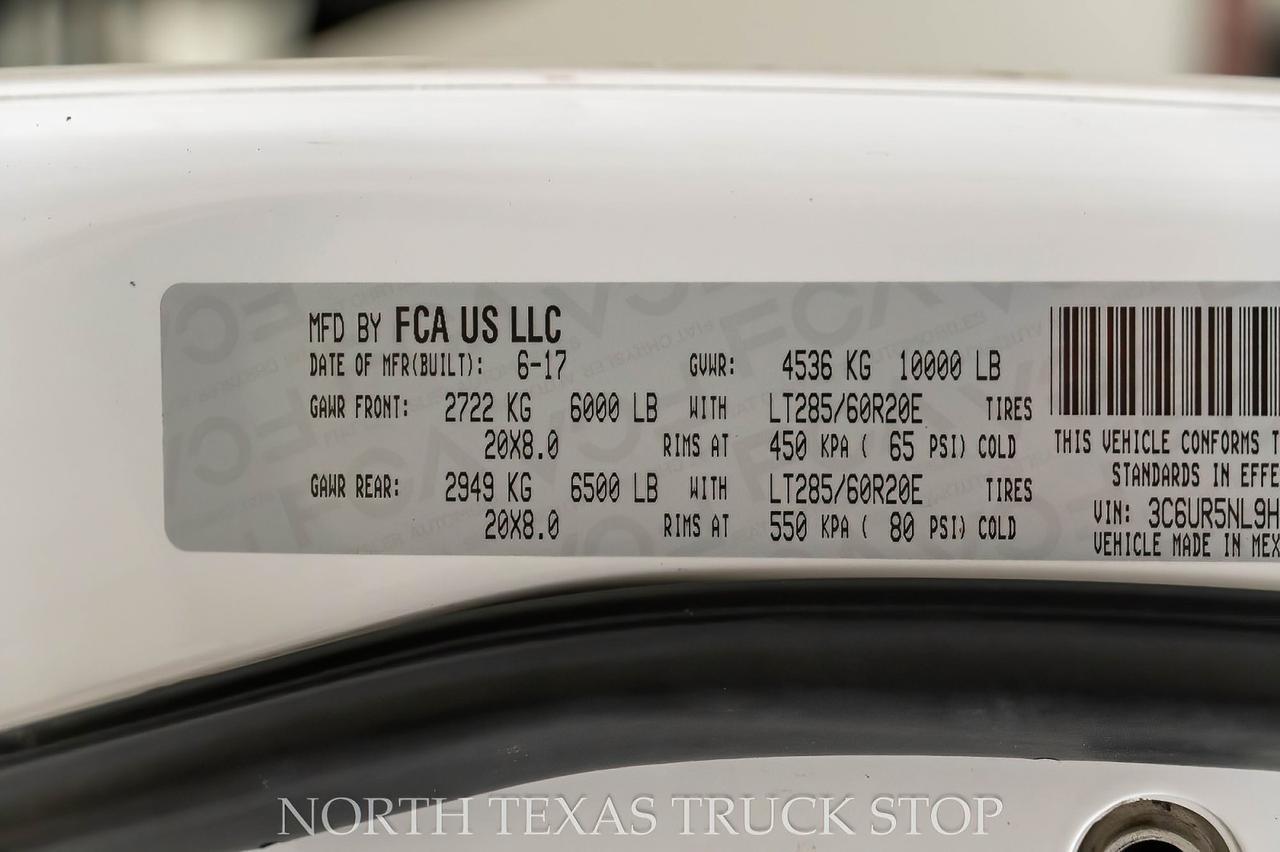 MFD BY FCA US LLC
DATE OF MFR(BUILT): 6-17 GVWR: 4536 KG 10000 LB
GAWR FRONT: 2722 KG 6000 LB WITH LT285/60R20E TIRES
20X8.0 RIMS AT 450 KPA ( 65 PSI) COLD
GAWR REAR: 2949 KG 6500 LB WITH LT285/60R20E TIRES
20X8.0 RIMS AT 550 KPA ( 80 PSI) COLD
THIS VEHICLE CONFORMS T
STANDARDS IN EFFE
VIN: 3C6UR5NL9H
VEHICLE MADE IN MEX
NORTH TEXAS TRUCK STOP